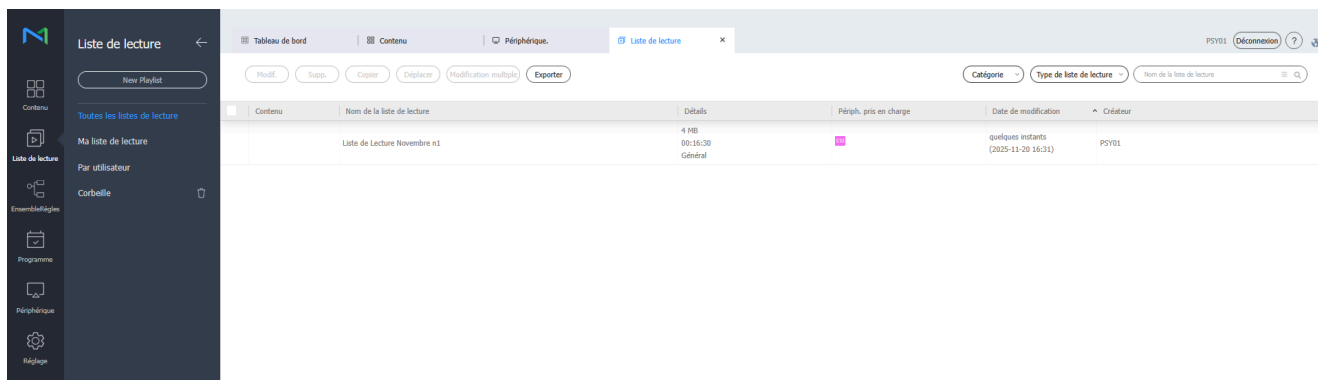 Liste de lecture
New Playlist
Toutes les listes de lecture
Ma liste de lecture
Par utilisateur
Corbeille
Contenu
Liste de lecture
EnsembleRègles
Programme
Périphérique
Réglage
Tableau de bord
Contenu
Périphérique.
Liste de lecture
PSY01
Déconnexion
?
Modif.
Supp.
Copier
Déplacer
Modification multiple
Exporter
Catégorie
Type de liste de lecture
Nom de la liste de lecture
Contenu
Nom de la liste de lecture
Détails
Périph. pris en charge
Date de modification
Créateur
Liste de Lecture Novembre n1
4 MB
00:16:30
Général
quelques instants
(2025-11-20 16:31)
PSY01